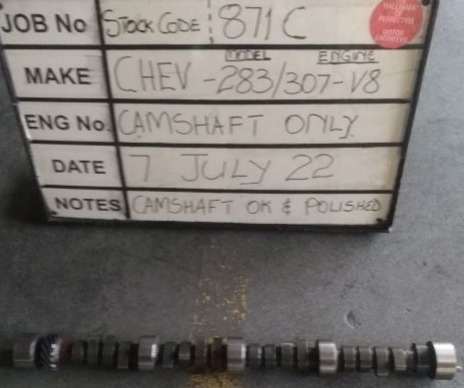 JOB No STOCK CODE: 871C
MODEL ENGINE
MAKE CHEV -283/307-V8
ENG No. CAMSHAFT ONLY
DATE 7 JULY 22
NOTES CAMSHAFT OK & POLISHED